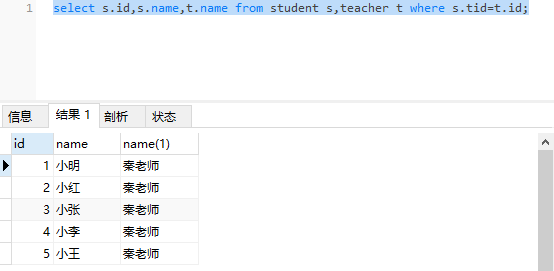 1 select s.id,s.name,t.name from student s,teacher t where s.tid=t.id;
信息 结果 1 剖析 状态
id name name(1)
1 小明 秦老师
2 小红 秦老师
3 小张 秦老师
4 小李 秦老师
5 小王 秦老师